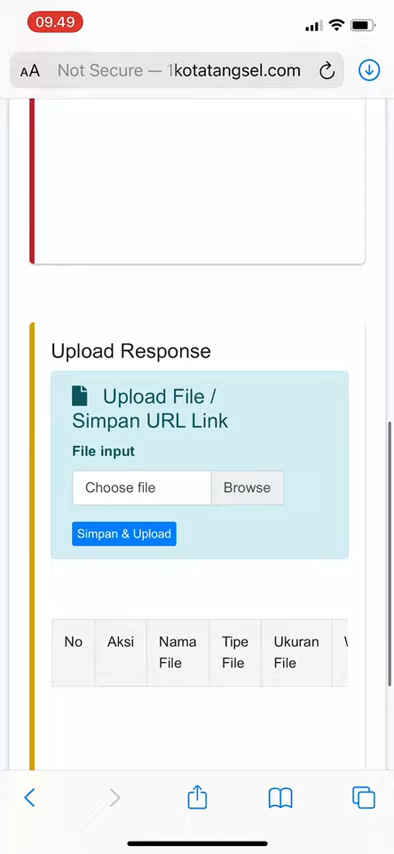 09.49
AA Not Secure — 1kotatangsel.com
Upload Response
Upload File /
Simpan URL Link
File input
Choose file Browse
Simpan & Upload
No Aksi Nama Tipe Ukuran
File File File